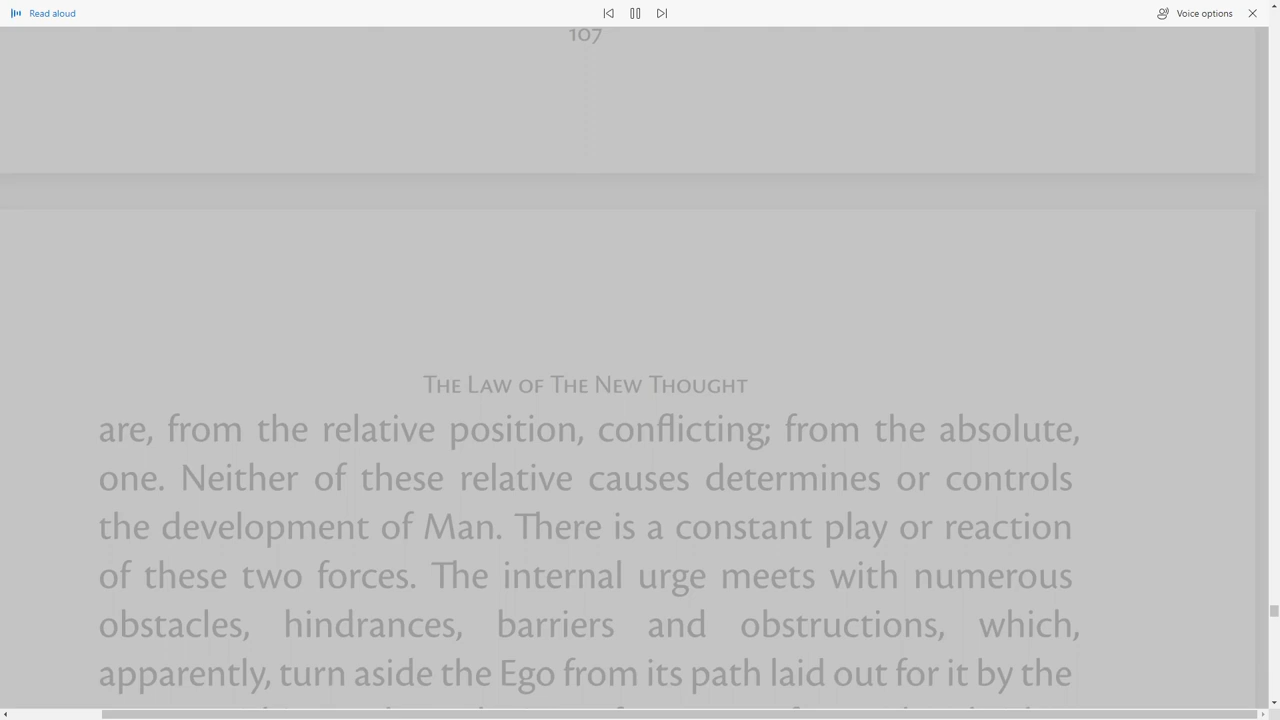 Read aloud
Voice options
107
The Law of The New Thought
are, from the relative position, conflicting; from the absolute,
one. Neither of these relative causes determines or controls
the development of Man. There is a constant play or reaction
of these two forces. The internal urge meets with numerous
obstacles, hindrances, barriers and obstructions, which,
apparently, turn aside the Ego from its path laid out for it by the